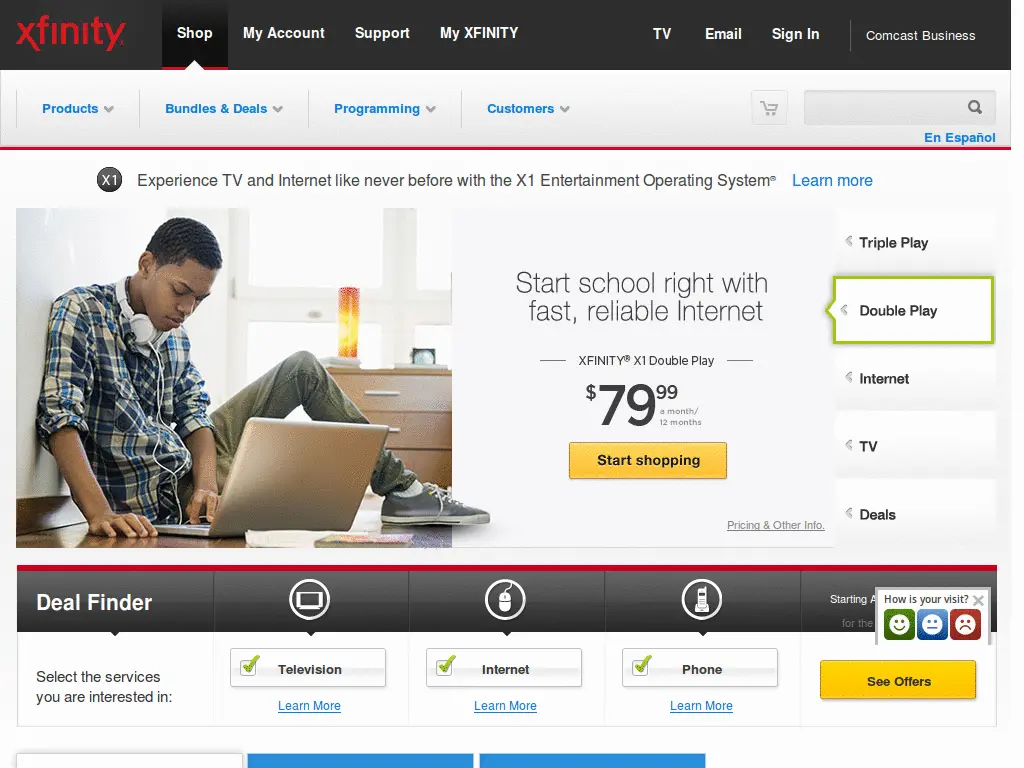 xfinity
Shop
My Account
Support
My XFINITY
TV
Email
Sign In
Comcast Business
Products
Bundles & Deals
Programming
Customers
En Español
X1 Experience TV and Internet like never before with the X1 Entertainment Operating System® Learn more
Start school right with
fast, reliable Internet
XFINITY® X1 Double Play
$79.99
a month/
12 months
Start shopping
Pricing & Other Info.
Triple Play
Double Play
Internet
TV
Deals
Deal Finder
Starting A
for the
How is your visit?
Select the services
you are interested in:
Television
Learn More
Internet
Learn More
Phone
Learn More
See Offers